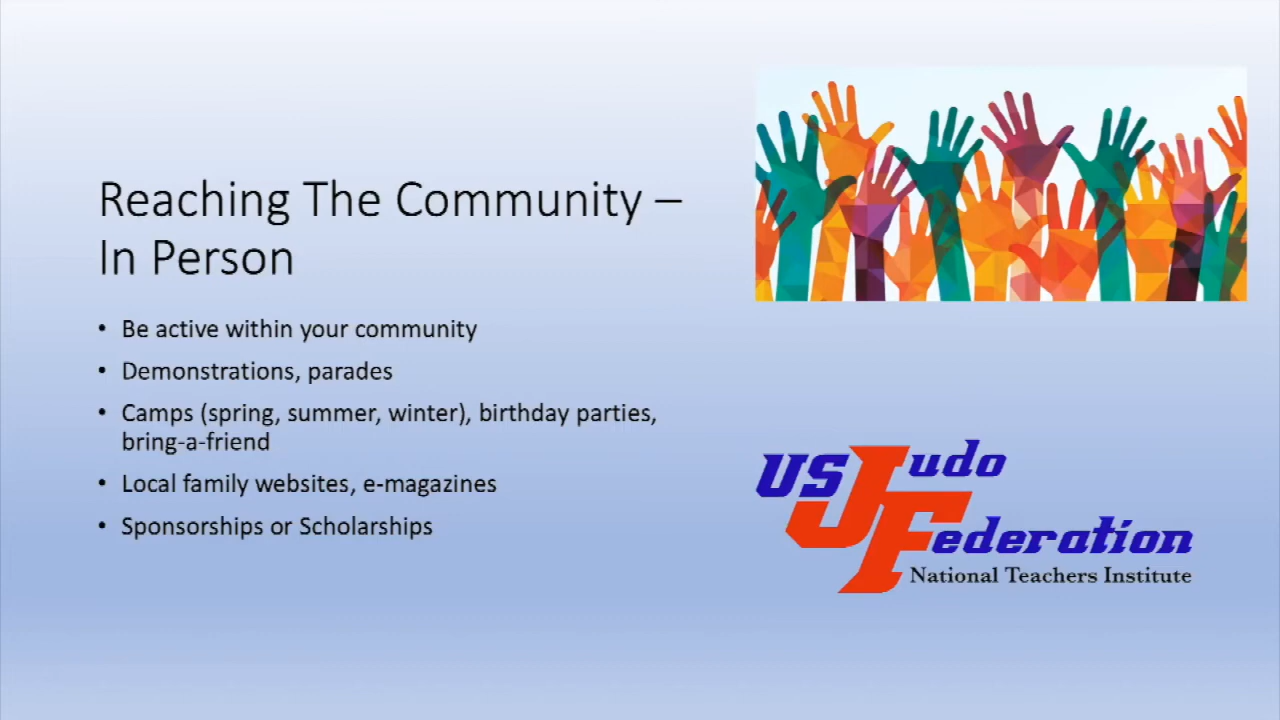 Reaching The Community –
In Person
• Be active within your community
• Demonstrations, parades
• Camps (spring, summer, winter), birthday parties,
bring-a-friend
• Local family websites, e-magazines
• Sponsorships or Scholarships
US Judo
Federation
National Teachers Institute